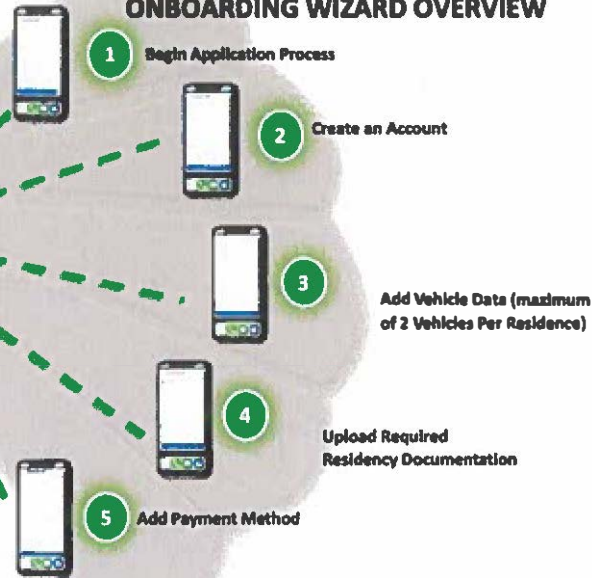 ONBOARDING WIZARD OVERVIEW
1
Begin Application Process
2
Create an Account
3
Add Vehicle Data (maximum
of 2 Vehicles Per Residence)
4
Upload Required
Residency Documentation
5
Add Payment Method